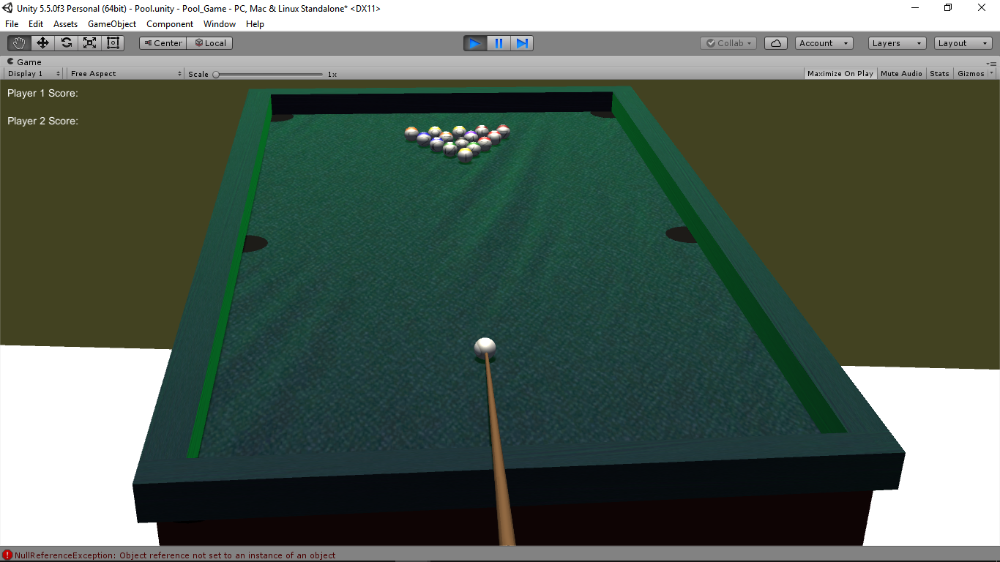 Unity 5.5.0f3 Personal (64bit) - Pool.unity - Pool_Game - PC, Mac & Linux Standalone* <DX11>
File Edit Assets GameObject Component Window Help
Center Local Collab Account Layers Layout
Game
Display 1 Free Aspect Scale 1x Maximize On Play Mute Audio Stats Gizmos
Player 1 Score:
Player 2 Score:
NullReferenceException: Object reference not set to an instance of an object